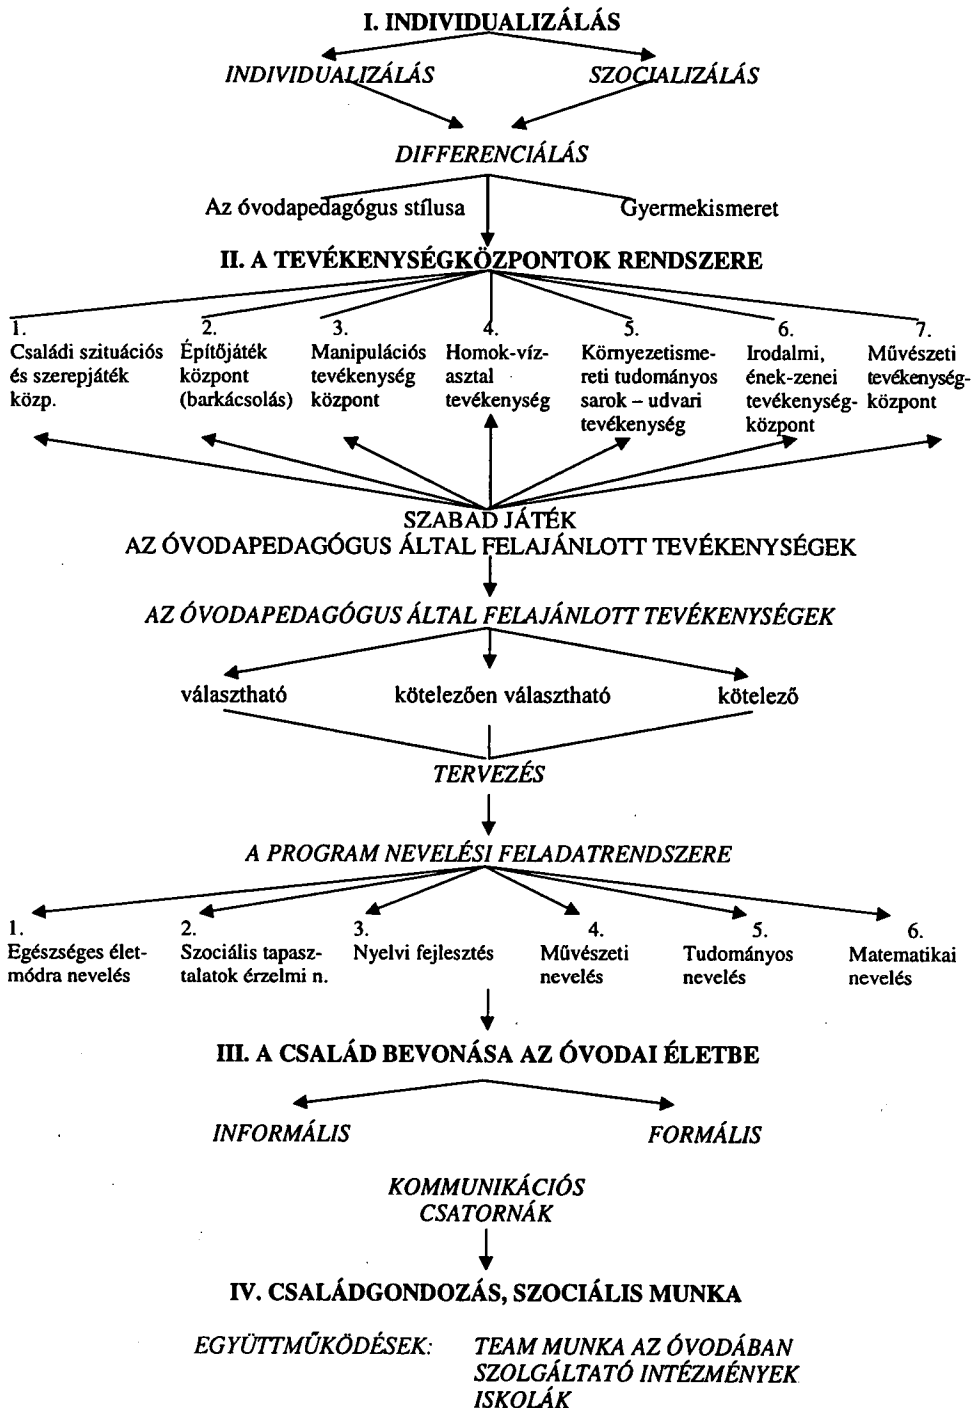 I. INDIVIDUALIZÁLÁS
INDIVIDUALIZÁLÁS SZOCIALIZÁLÁS
DIFFERENCIÁLÁS
Az óvodapedagógus stílusa Gyermekismeret
II. A TEVÉKENYSÉGKÖZPONTOK RENDSZERE
1.
Családi szituációs
és szerepjáték
közp.
2.
Építőjáték
központ
(barkácsolás)
3.
Manipulációs
tevékenység
központ
4.
Homok-víz-
asztal
tevékenység
5.
Környezetisme-
reti tudományos
sarok – udvari
tevékenység
6.
Irodalmi,
ének-zenei
tevékenység-
központ
7.
Művészeti
tevékenység-
központ
SZABAD JÁTÉK
AZ ÓVODAPEDAGÓGUS ÁLTAL FELAJÁNLOTT TEVÉKENYSÉGEK
AZ ÓVODAPEDAGÓGUS ÁLTAL FELAJÁNLOTT TEVÉKENYSÉGEK
választható kötelezően választható kötelező
TERVEZÉS
A PROGRAM NEVELÉSI FELADATRENDSZERE
1.
Egészséges élet-
módra nevelés
2.
Szociális tapasz-
talatok érzelmi n.
3.
Nyelvi fejlesztés
4.
Művészeti
nevelés
5.
Tudományos
nevelés
6.
Matematikai
nevelés
III. A CSALÁD BEVONÁSA AZ ÓVODAI ÉLETBE
INFORMÁLIS FORMÁLIS
KOMMUNIKÁCIÓS
CSATORNÁK
IV. CSALÁDGONDOZÁS, SZOCIÁLIS MUNKA
EGYÜTTMŰKÖDÉSEK: TEAM MUNKA AZ ÓVODÁBAN
SZOLGÁLTATÓ INTÉZMÉNYEK
ISKOLÁK